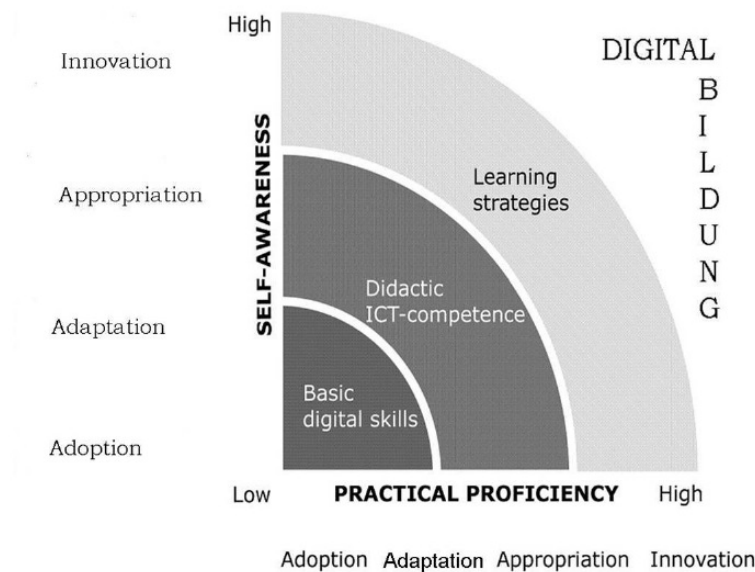 High
Innovation
DIGITAL
BILDUNG
SELF-AWARENESS
Learning
strategies
Appropriation
Didactic
ICT-competence
Adaptation
Basic
digital skills
Adoption
Low
PRACTICAL PROFICIENCY
High
Adoption Adaptation Appropriation Innovation